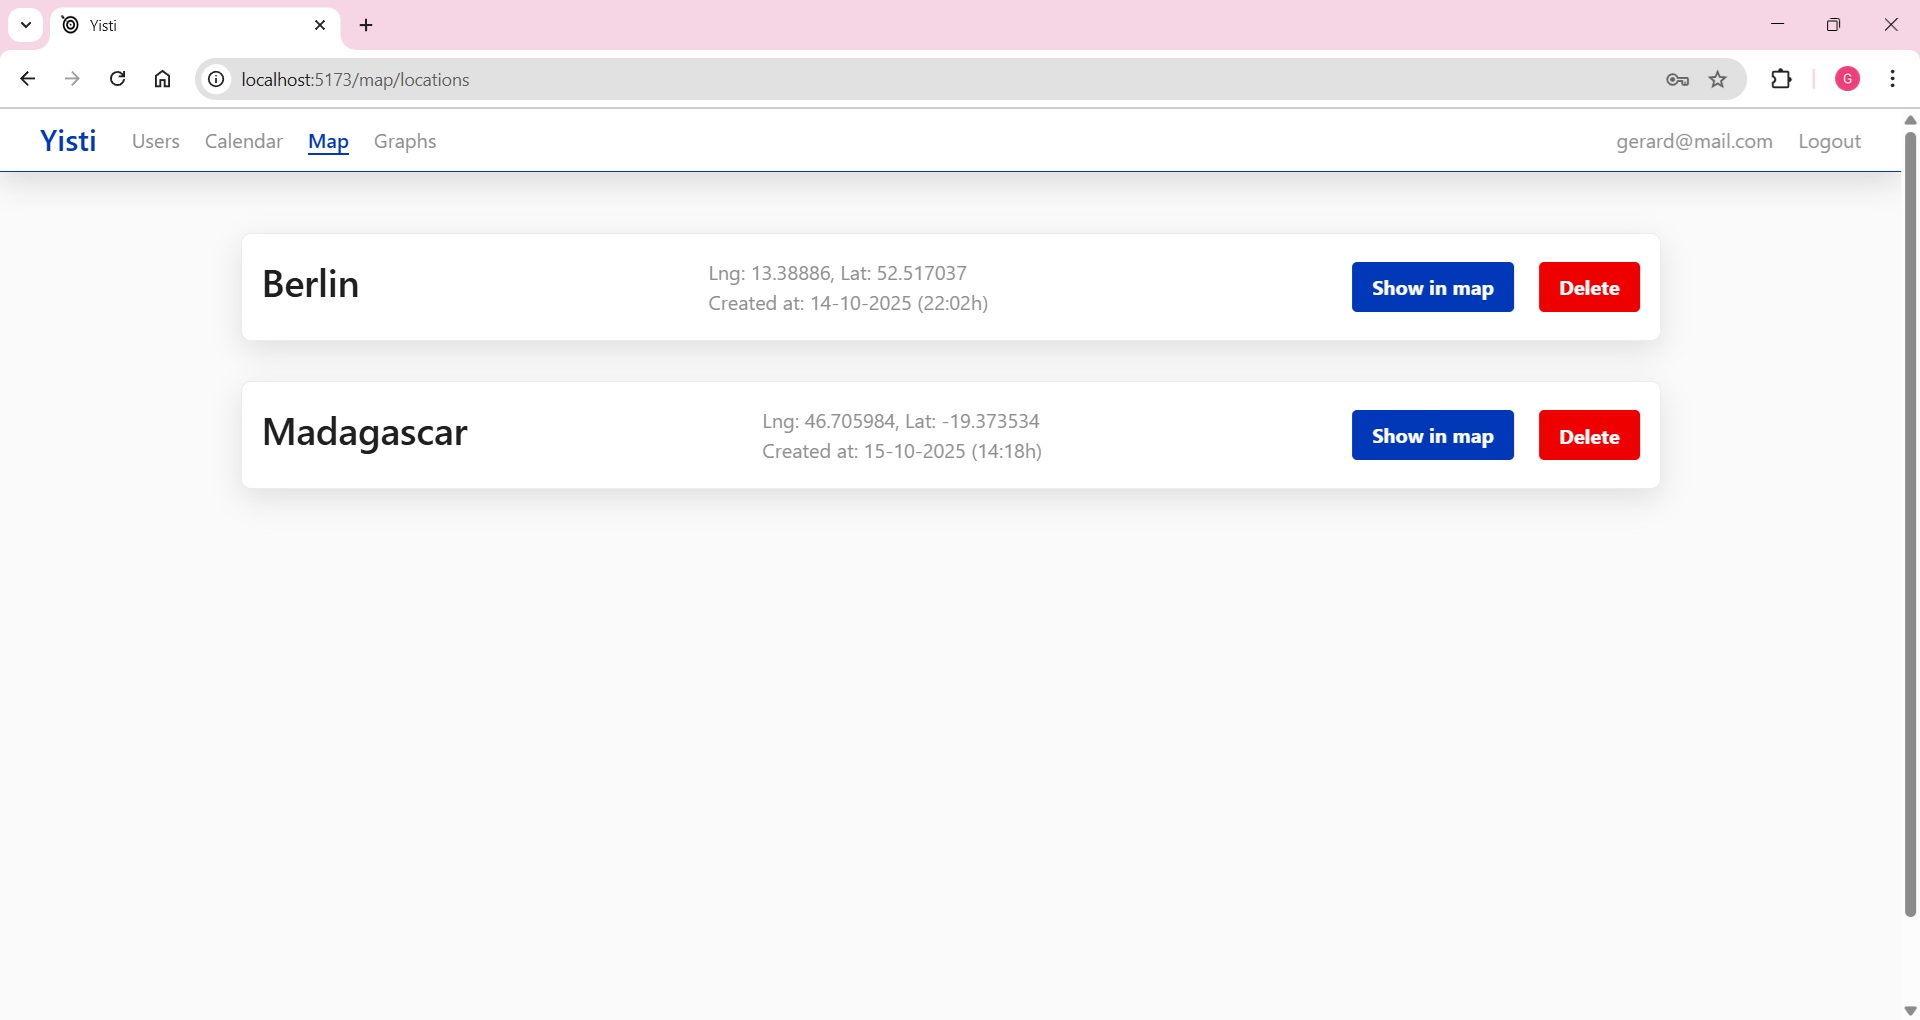 Yisti
localhost:5173/map/locations
G
Yisti Users Calendar Map Graphs gerard@mail.com Logout
Berlin
Lng: 13.38886, Lat: 52.517037
Created at: 14-10-2025 (22:02h)
Show in map Delete
Madagascar
Lng: 46.705984, Lat: -19.373534
Created at: 15-10-2025 (14:18h)
Show in map Delete